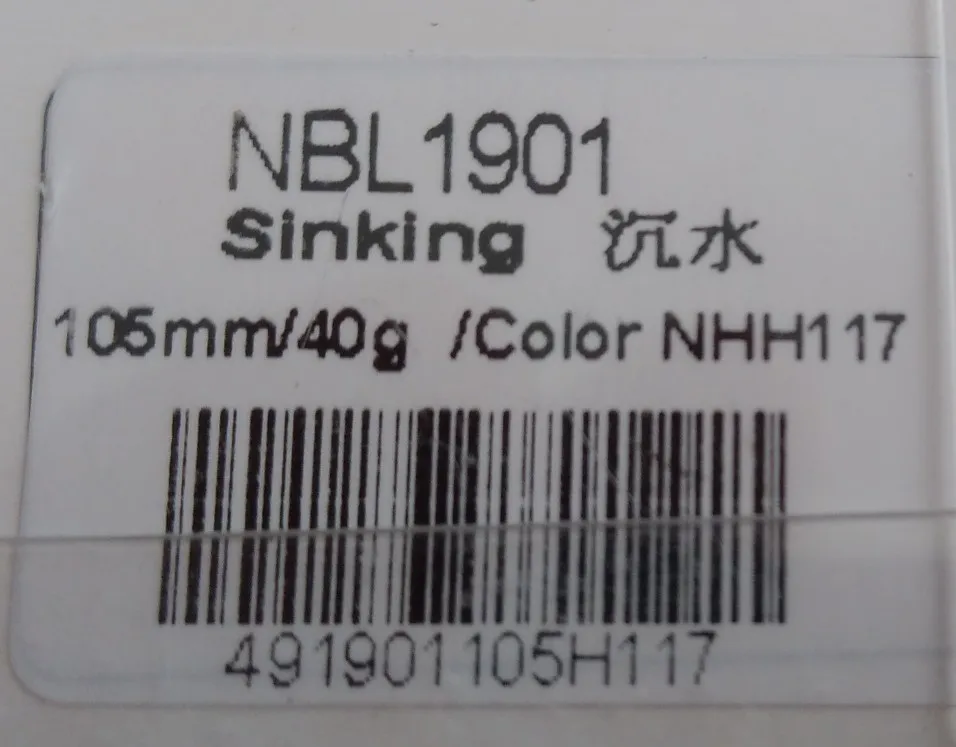 NBL1901
Sinking 沉水
105mm/40g /Color NHH117
491901105H117